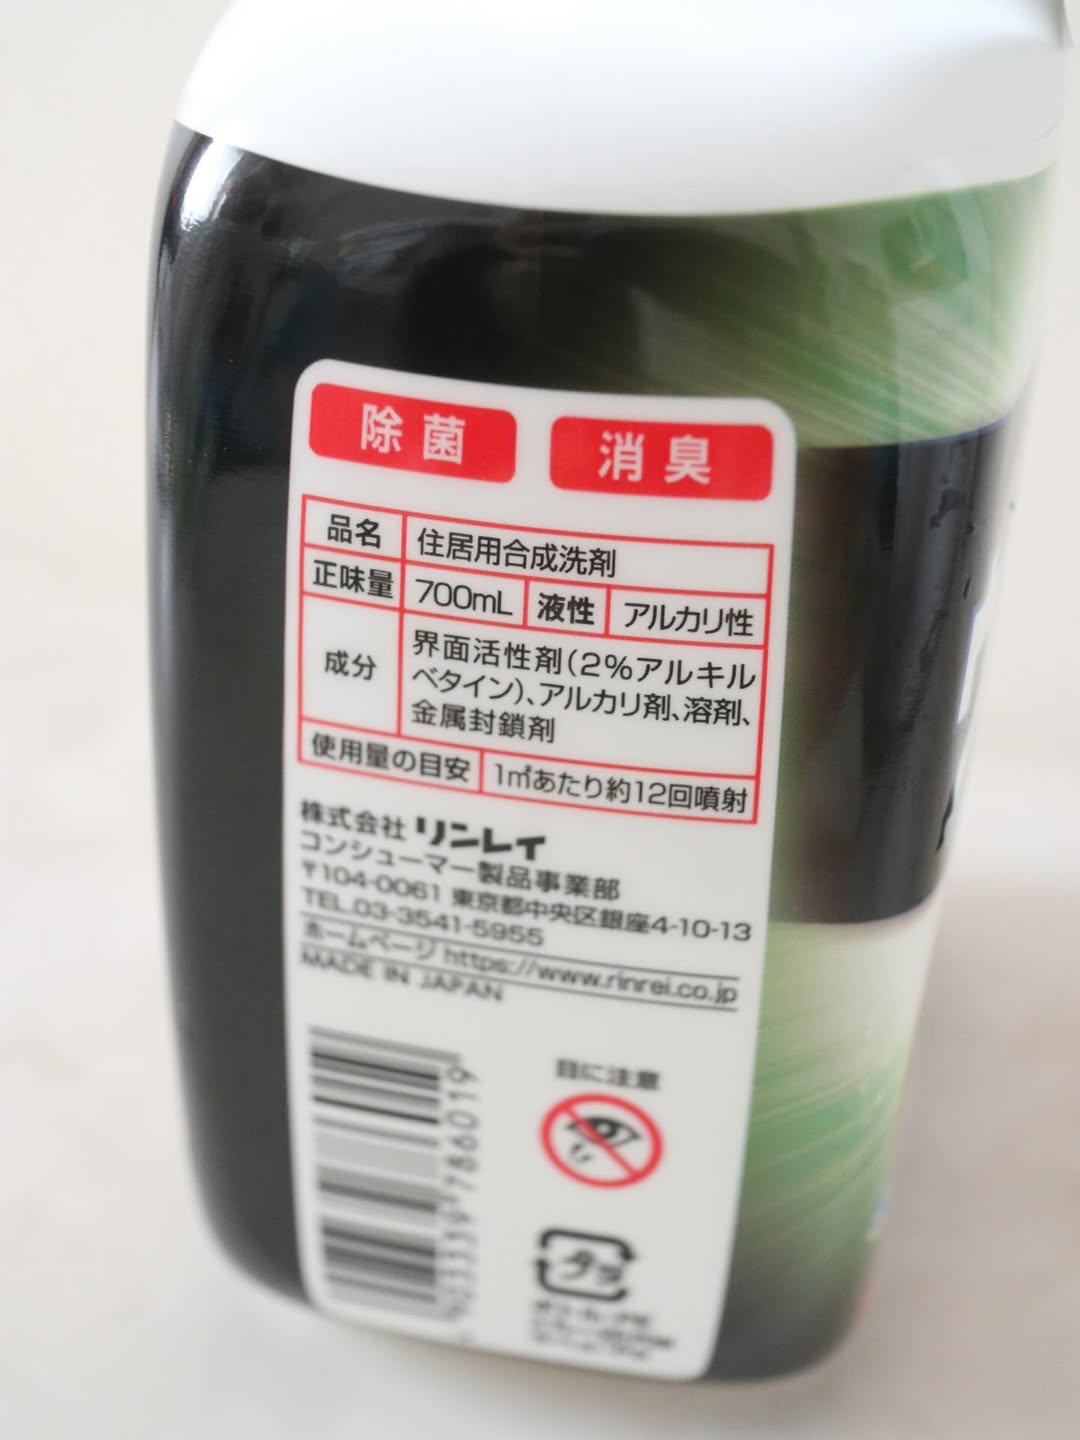 除菌 消臭
品名 住居用合成洗剤
正味量 700mL 液性 アルカリ性
成分 界面活性剤(2%アルキル
ベタイン)、アルカリ剤、溶剤、
金属封鎖剤
使用量の目安 1㎡あたり約12回噴射
株式会社 リンレイ
コンシューマー製品事業部
〒104-0061 東京都中央区銀座4-10-13
TEL.03-3541-5955
ホームページ https://www.rinrei.co.jp
MADE IN JAPAN
目に注意
プラ